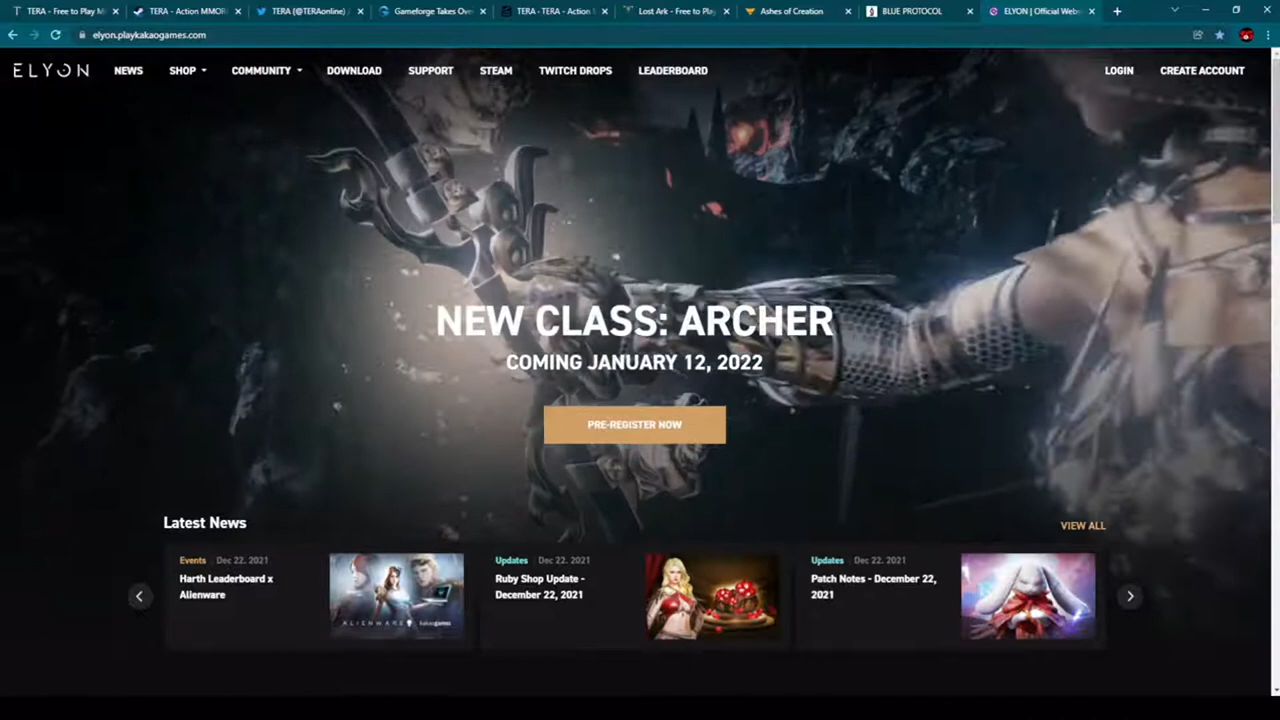 TERA - Free to Play M
TERA - Action MMOR
TERA (@TERAonline)
Gameforge Takes Ove
TERA - TERA - Action
Lost Ark - Free to Pla
Ashes of Creation
BLUE PROTOCOL
ELYON | Official Webs
elyon.playkakaogames.com
ELYON
NEWS
SHOP
COMMUNITY
DOWNLOAD
SUPPORT
STEAM
TWITCH DROPS
LEADERBOARD
LOGIN
CREATE ACCOUNT
NEW CLASS: ARCHER
COMING JANUARY 12, 2022
PRE-REGISTER NOW
Latest News
VIEW ALL
Events Dec 22. 2021
Harth Leaderboard x
Alienware
ALIENWARE kakaogames
Updates Dec 22. 2021
Ruby Shop Update -
December 22, 2021
Updates Dec 22. 2021
Patch Notes - December 22,
2021